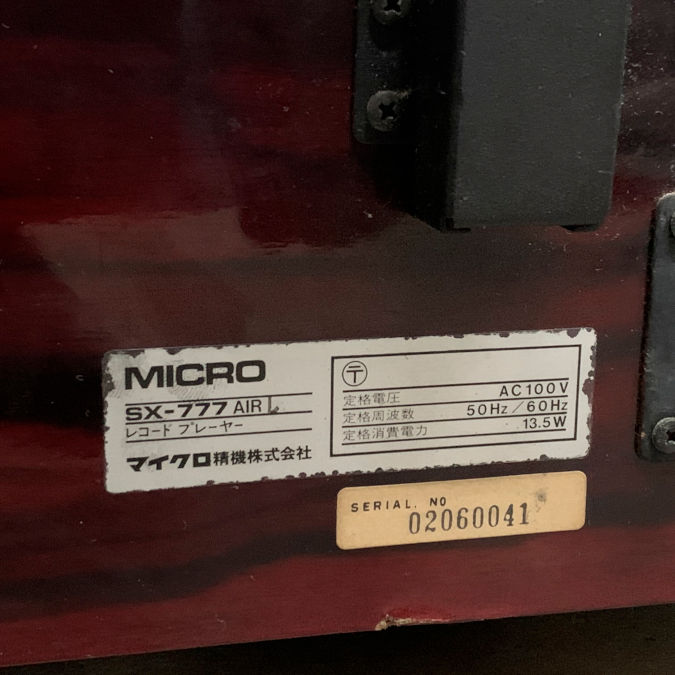 MICRO
SX-777 AIR L
レコード プレーヤー
マイクロ精機株式会社
〒
定格電圧 AC100V
定格周波数 50Hz/60Hz
定格消費電力 13.5W
SERIAL. NO
02060041